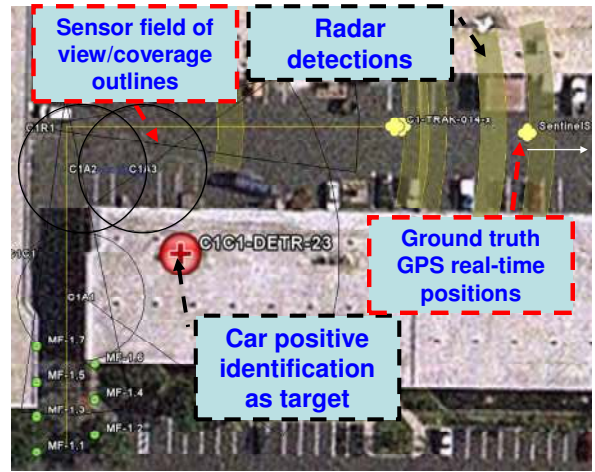 Sensor field of
view/coverage
outlines
Radar
detections
C1R1
C1-TRAK-014-x
SentinelS
C1A2
C1A3
C1C1-DETR-23
Ground truth
GPS real-time
positions
C1C1
C1A4
Car positive
identification
as target
MF-1.7
MF-1.6
MF-1.5
MF-1.4
MF-1.3
MF-1.2
MF-1.1